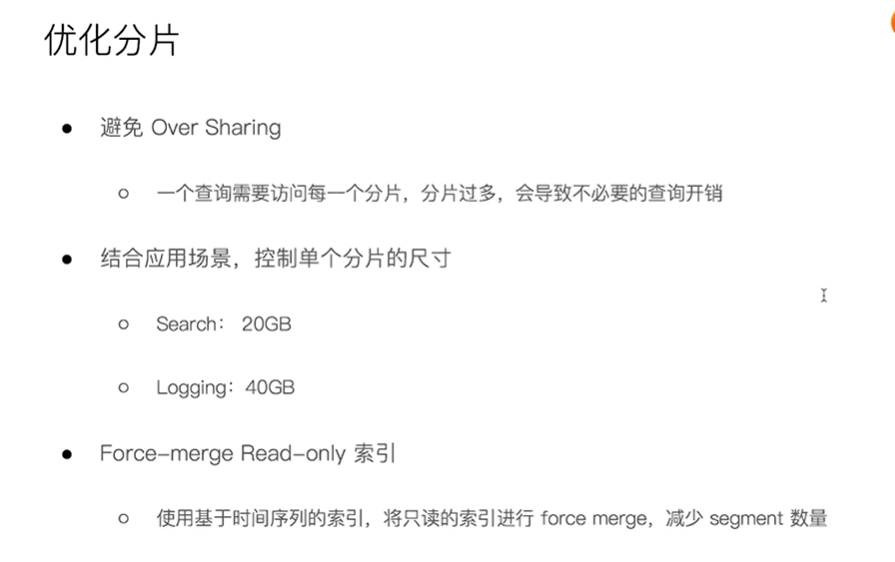 优化分片
避免 Over Sharing
一个查询需要访问每一个分片，分片过多，会导致不必要的查询开销
结合应用场景，控制单个分片的尺寸
Search： 20GB
Logging：40GB
Force-merge Read-only 索引
使用基于时间序列的索引，将只读的索引进行 force merge，减少 segment 数量